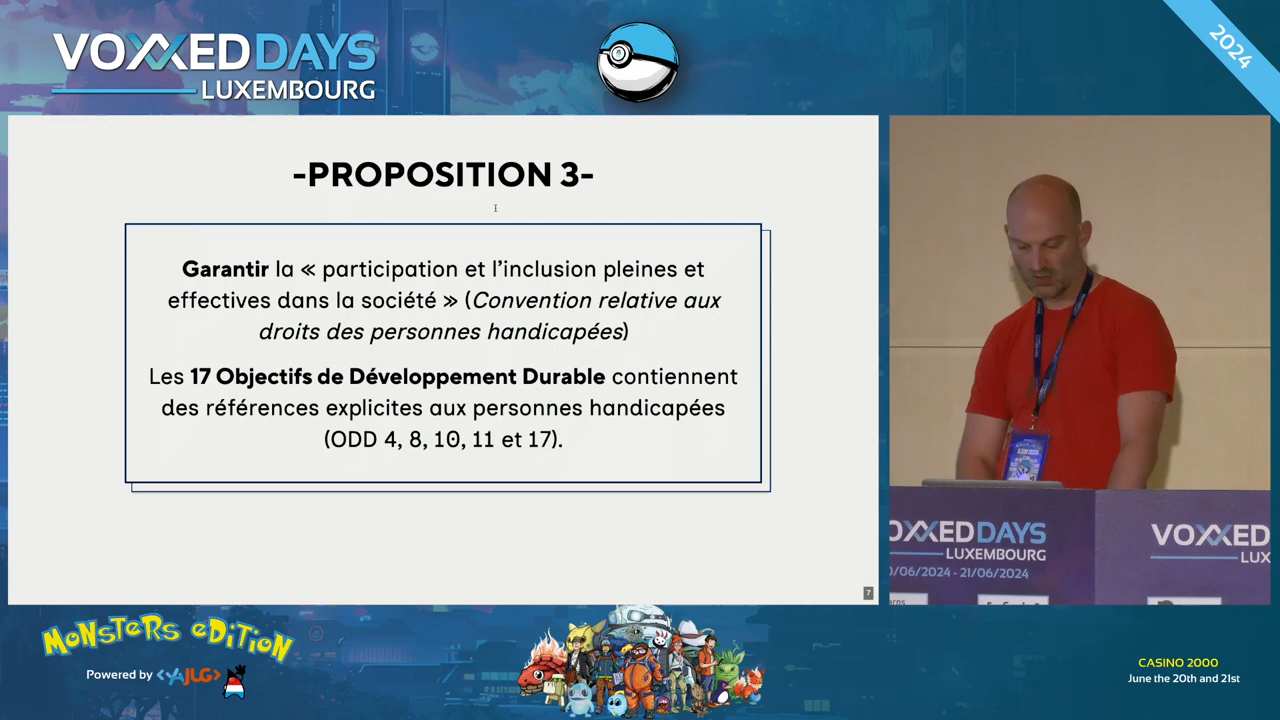 VOXXED DAYS
LUXEMBOURG
2024
-PROPOSITION 3-
Garantir la « participation et l’inclusion pleines et
effectives dans la société » (Convention relative aux
droits des personnes handicapées)
Les 17 Objectifs de Développement Durable contiennent
des références explicites aux personnes handicapées
(ODD 4, 8, 10, 11 et 17).
7
OXXED DAYS
LUXEMBOURG
0/06/2024 - 21/06/2024
VOXXED
LUX
MONSTERS EDITION
Powered by <YAJUG>
CASINO 2000
June the 20th and 21st